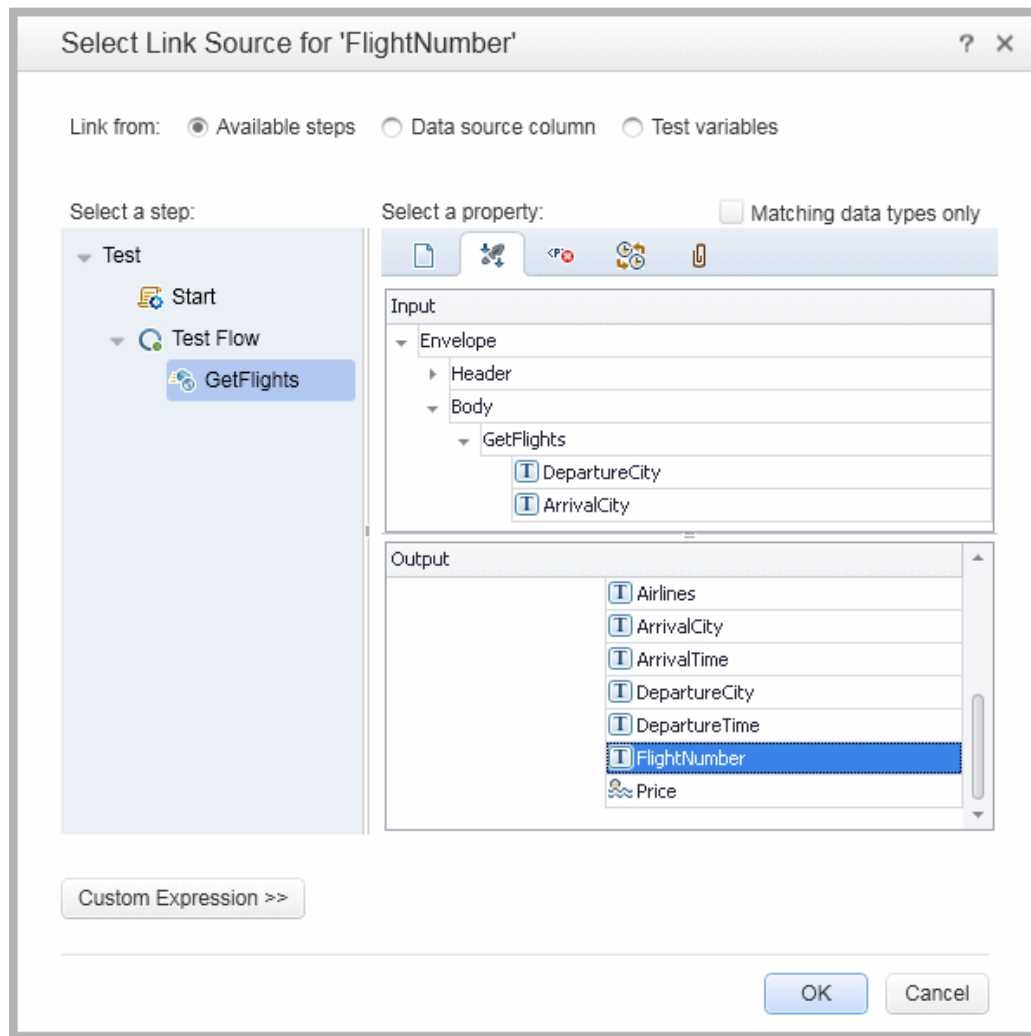 Select Link Source for 'FlightNumber' ? ×
Link from: Available steps Data source column Test variables
Select a step: Select a property: Matching data types only
Test
Start
Test Flow
GetFlights
<P>
Input
Envelope
Header
Body
GetFlights
T DepartureCity
T ArrivalCity
Output
T Airlines
T ArrivalCity
T ArrivalTime
T DepartureCity
T DepartureTime
T FlightNumber
Price
Custom Expression >>
OK Cancel